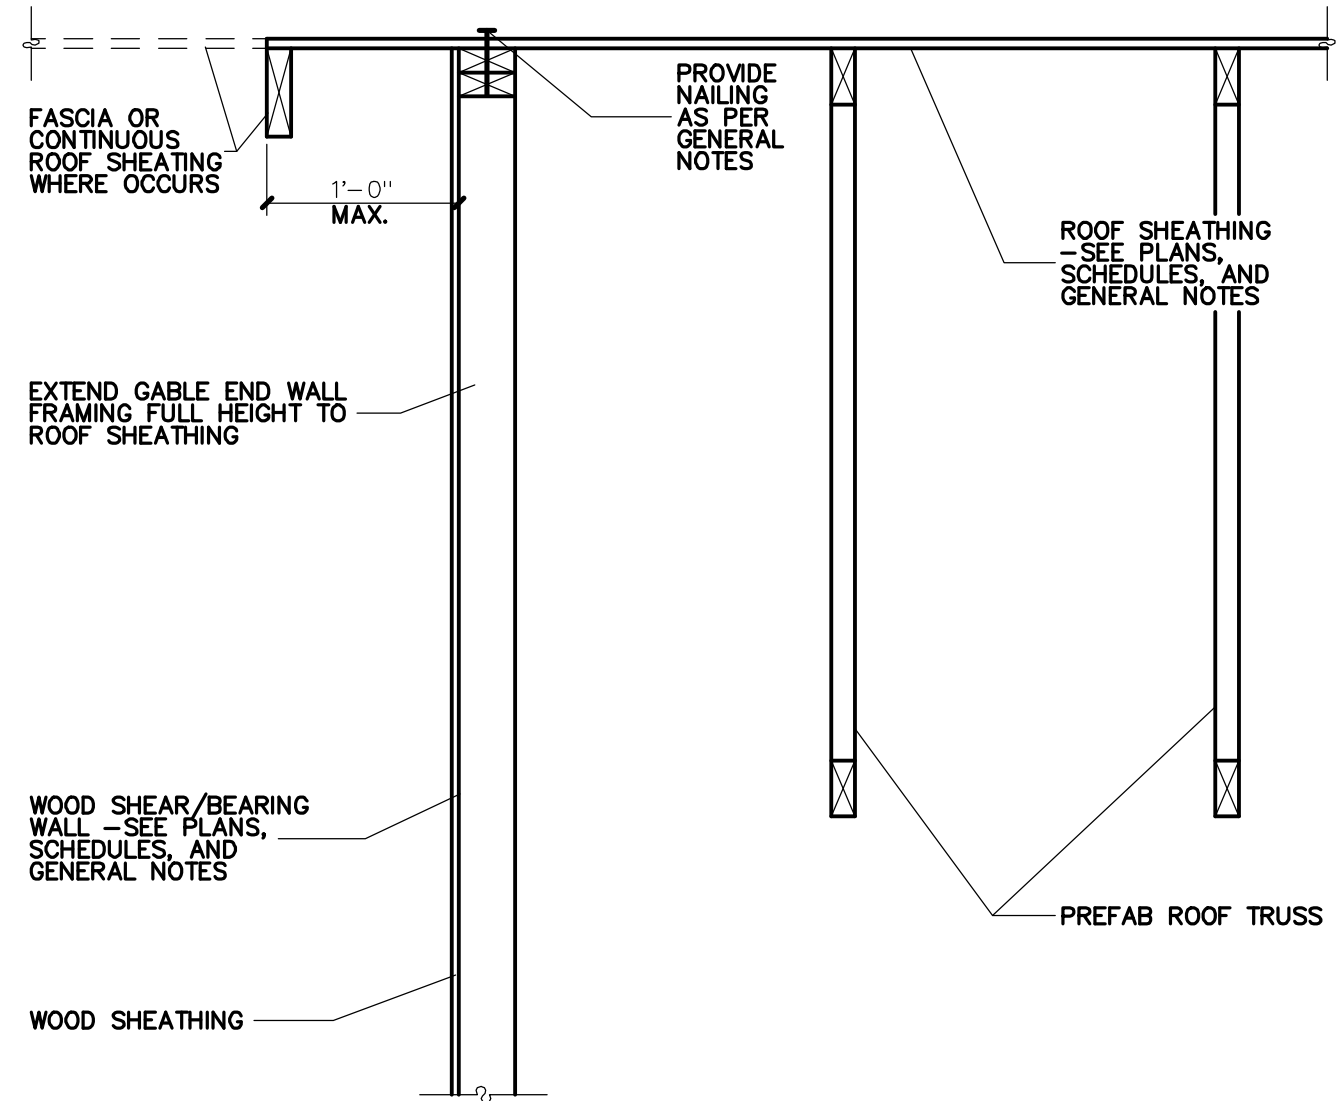 FASCIA OR
CONTINUOUS
ROOF SHEATING
WHERE OCCURS
1'-0"
MAX.
PROVIDE
NAILING
AS PER
GENERAL
NOTES
ROOF SHEATHING
-SEE PLANS,
SCHEDULES, AND
GENERAL NOTES
EXTEND GABLE END WALL
FRAMING FULL HEIGHT TO
ROOF SHEATHING
WOOD SHEAR/BEARING
WALL -SEE PLANS,
SCHEDULES, AND
GENERAL NOTES
PREFAB ROOF TRUSS
WOOD SHEATHING